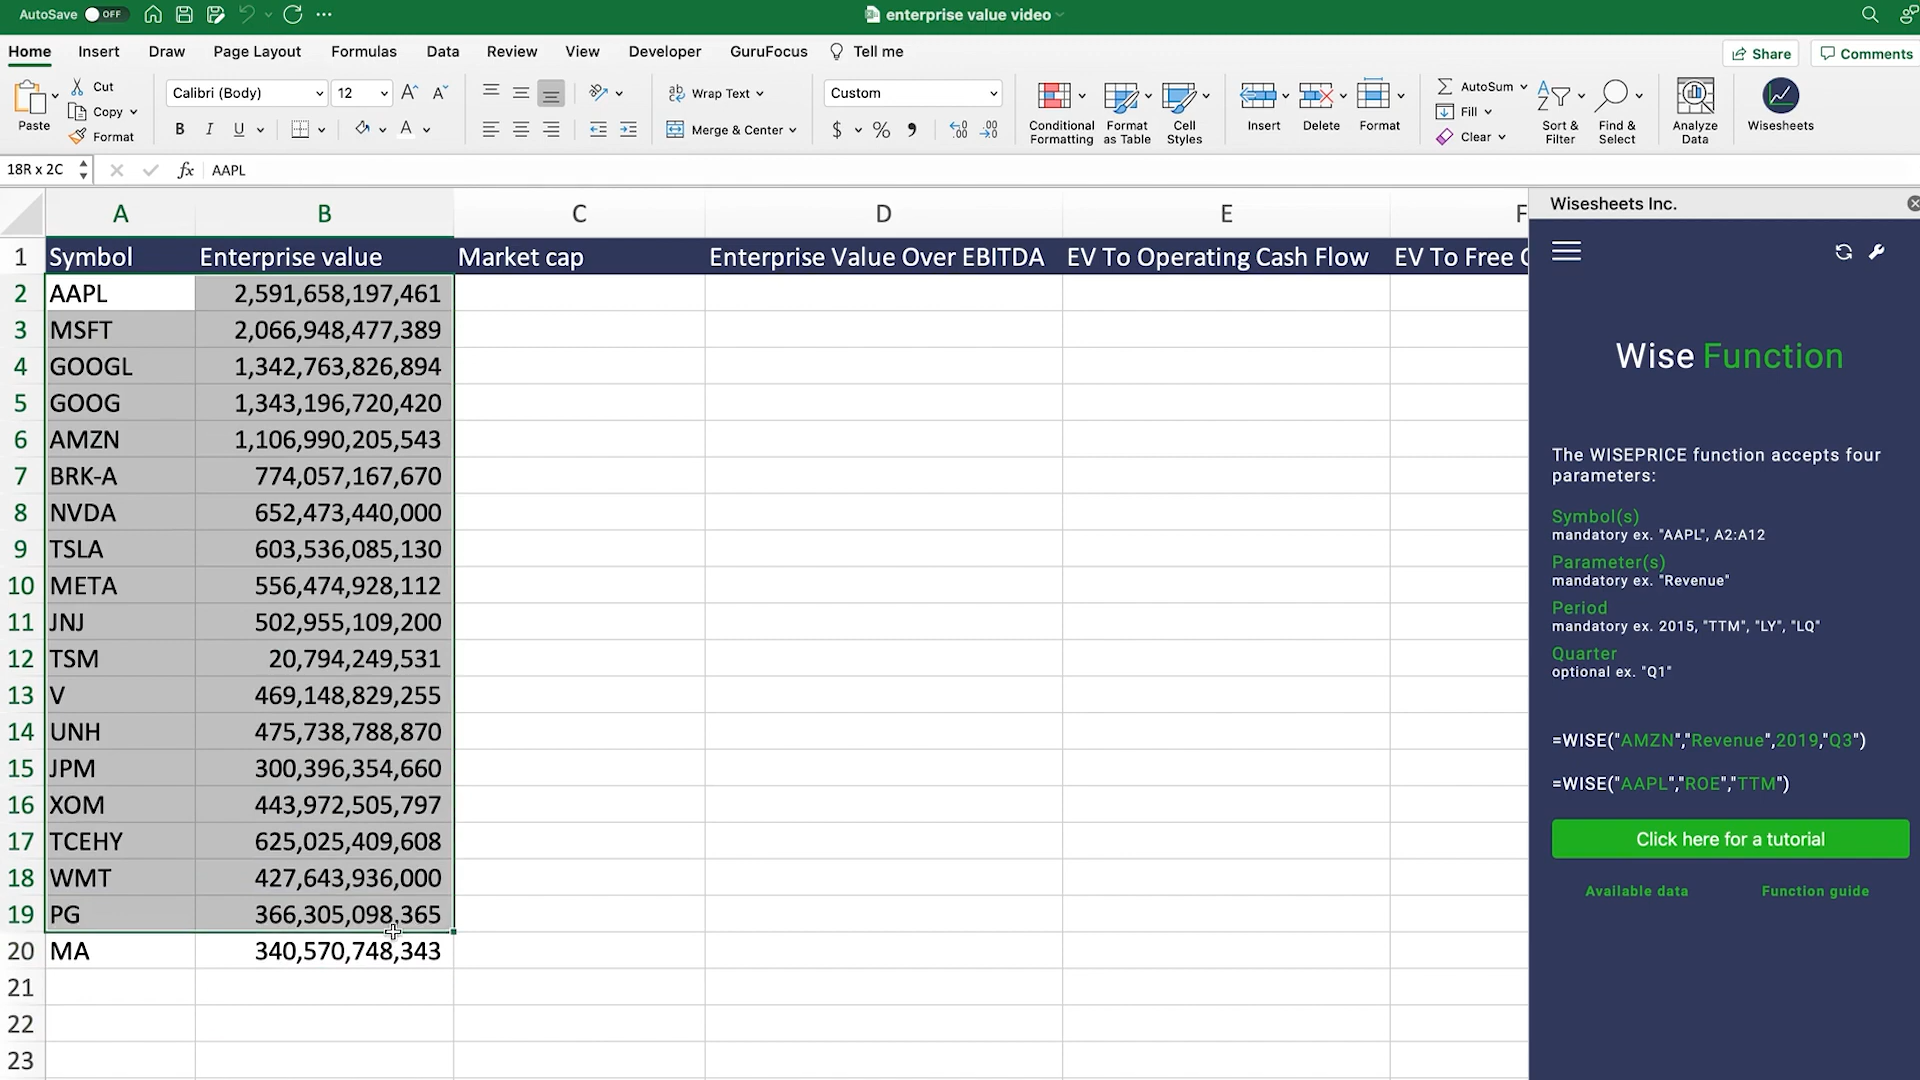 AutoSave OFF
enterprise value video
Home Insert Draw Page Layout Formulas Data Review View Developer GuruFocus Tell me
Share Comments
Paste
Cut
Copy
Format
Calibri (Body) 12
A A
B I U A
Wrap Text
Merge & Center
Custom
$ % 9
Conditional Formatting
Format as Table
Cell Styles
Insert
Delete
Format
AutoSum
Fill
Clear
Sort & Filter
Find & Select
Analyze Data
Wisesheets
18R x 2C fx AAPL
A B C D E F
1 Symbol Enterprise value Market cap Enterprise Value Over EBITDA EV To Operating Cash Flow EV To Free
2 AAPL 2,591,658,197,461
3 MSFT 2,066,948,477,389
4 GOOGL 1,342,763,826,894
5 GOOG 1,343,196,720,420
6 AMZN 1,106,990,205,543
7 BRK-A 774,057,167,670
8 NVDA 652,473,440,000
9 TSLA 603,536,085,130
10 META 556,474,928,112
11 JNJ 502,955,109,200
12 TSM 20,794,249,531
13 V 469,148,829,255
14 UNH 475,738,788,870
15 JPM 300,396,354,660
16 XOM 443,972,505,797
17 TCEHY 625,025,409,608
18 WMT 427,643,936,000
19 PG 366,305,098,365
20 MA 340,570,748,343
21
22
23
Wisesheets Inc.
Wise Function
The WISEPRICE function accepts four
parameters:
Symbol(s)
mandatory ex. "AAPL", A2:A12
Parameter(s)
mandatory ex. "Revenue"
Period
mandatory ex. 2015, "TTM", "LY", "LQ"
Quarter
optional ex. "Q1"
=WISE("AMZN","Revenue",2019,"Q3")
=WISE("AAPL","ROE","TTM")
Click here for a tutorial
Available data Function guide